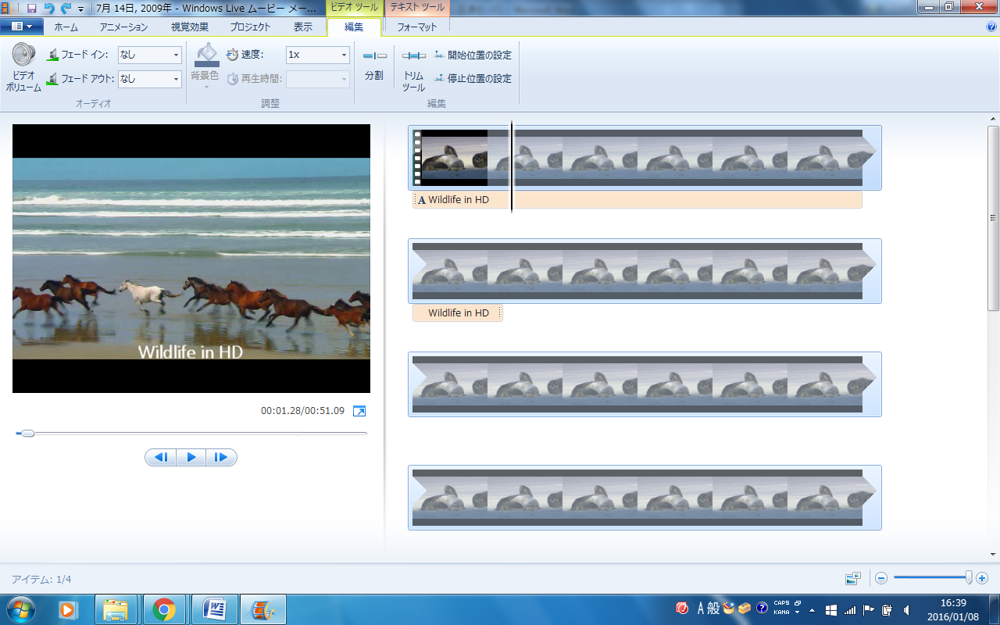 7月 14日, 2009年 - Windows Live ムービー メー...
ビデオ ツール
テキスト ツール
ホーム
アニメーション
視覚効果
プロジェクト
表示
編集
フォーマット
ビデオ
ボリューム
フェード イン: なし
フェード アウト: なし
オーディオ
背景色
速度: 1x
再生時間:
調整
分割
トリム
ツール
開始位置の設定
停止位置の設定
編集
Wildlife in HD
00:01.28/00:51.09
A Wildlife in HD
Wildlife in HD
アイテム: 1/4
A 般
CAPS
KANA
16:39
2016/01/08